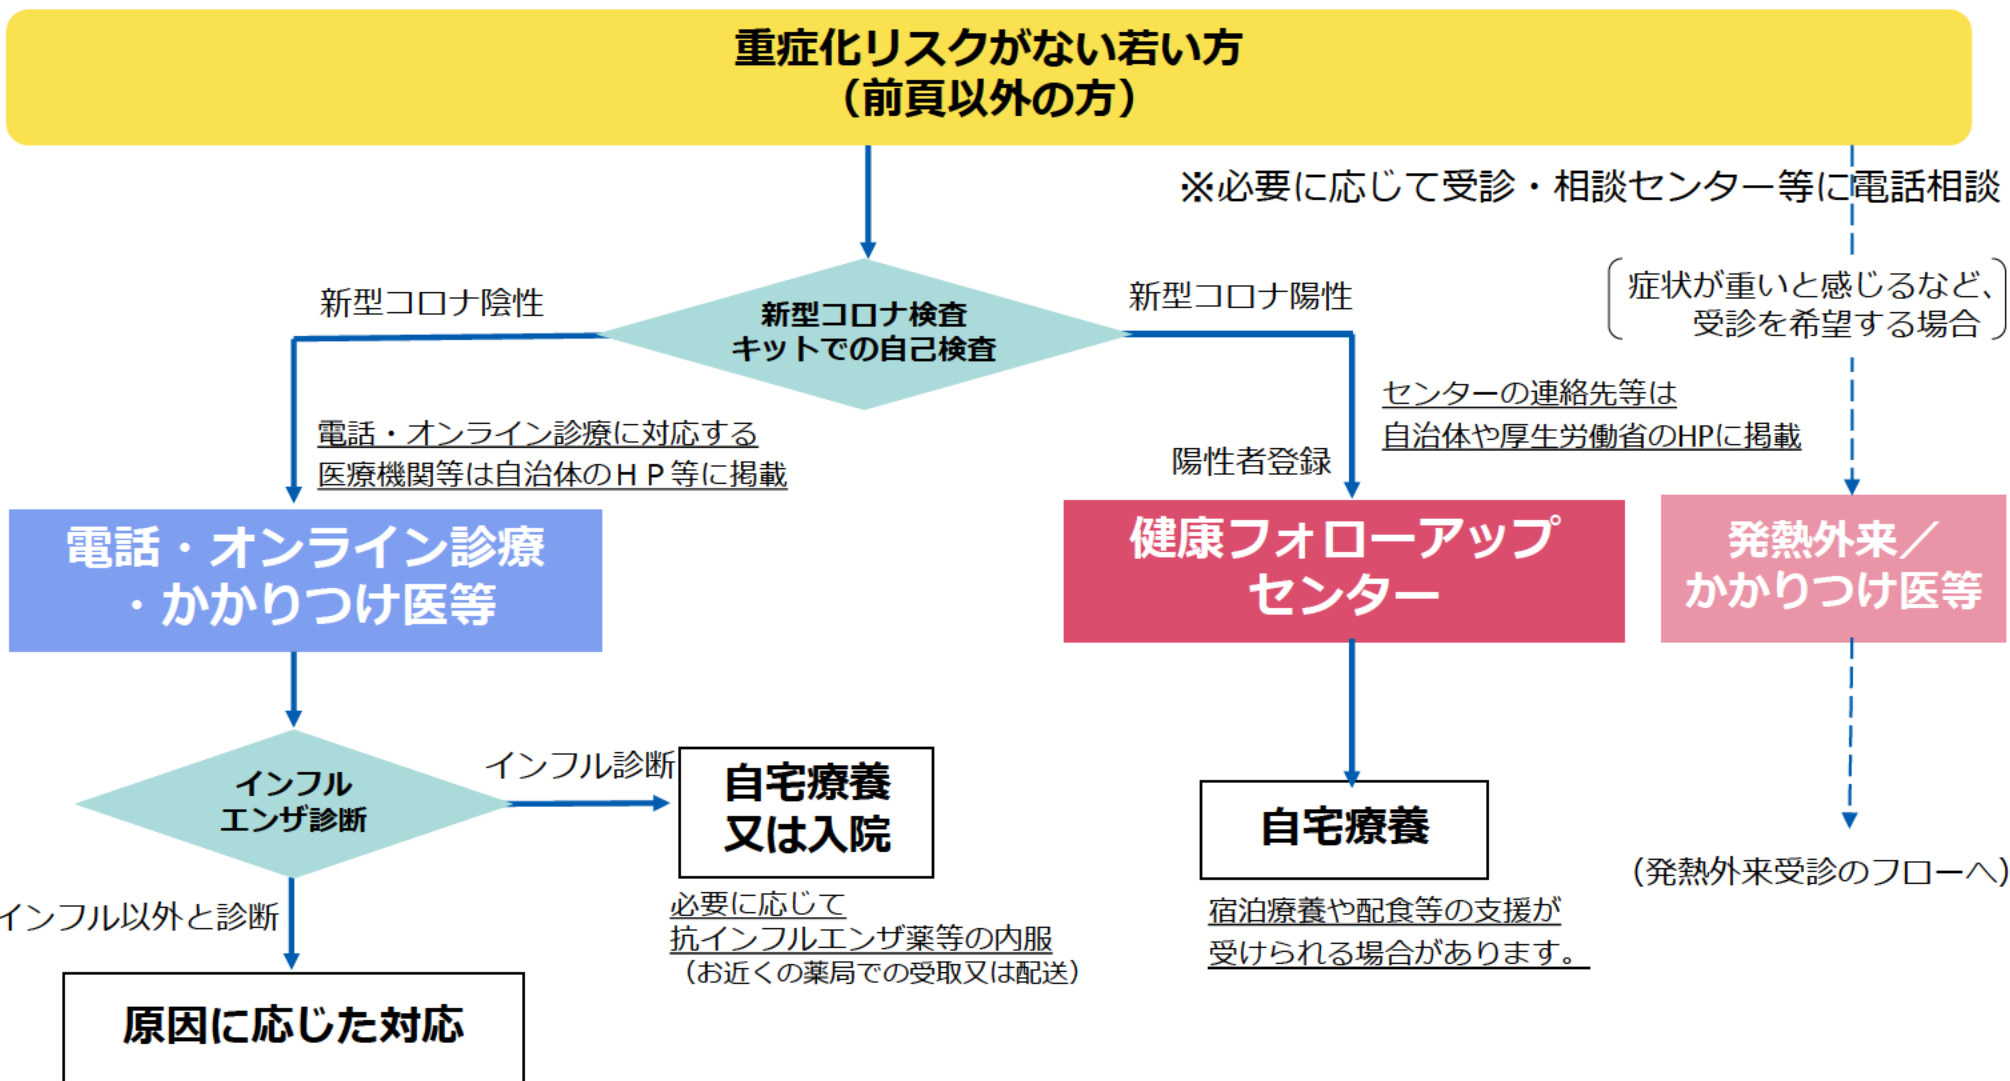 重症化リスクがない若い方
（前頁以外の方）
※必要に応じて受診・相談センター等に電話相談
症状が重いと感じるなど、
受診を希望する場合
新型コロナ陰性
新型コロナ検査
キットでの自己検査
新型コロナ陽性
電話・オンライン診療に対応する
医療機関等は自治体のＨＰ等に掲載
センターの連絡先等は
自治体や厚生労働省のHPに掲載
陽性者登録
電話・オンライン診療
・かかりつけ医等
健康フォローアップ
センター
発熱外来／
かかりつけ医等
インフル
エンザ診断
インフル診断
自宅療養
又は入院
必要に応じて
抗インフルエンザ薬等の内服
（お近くの薬局での受取又は配送）
自宅療養
宿泊療養や配食等の支援が
受けられる場合があります。
（発熱外来受診のフローへ）
インフル以外と診断
原因に応じた対応